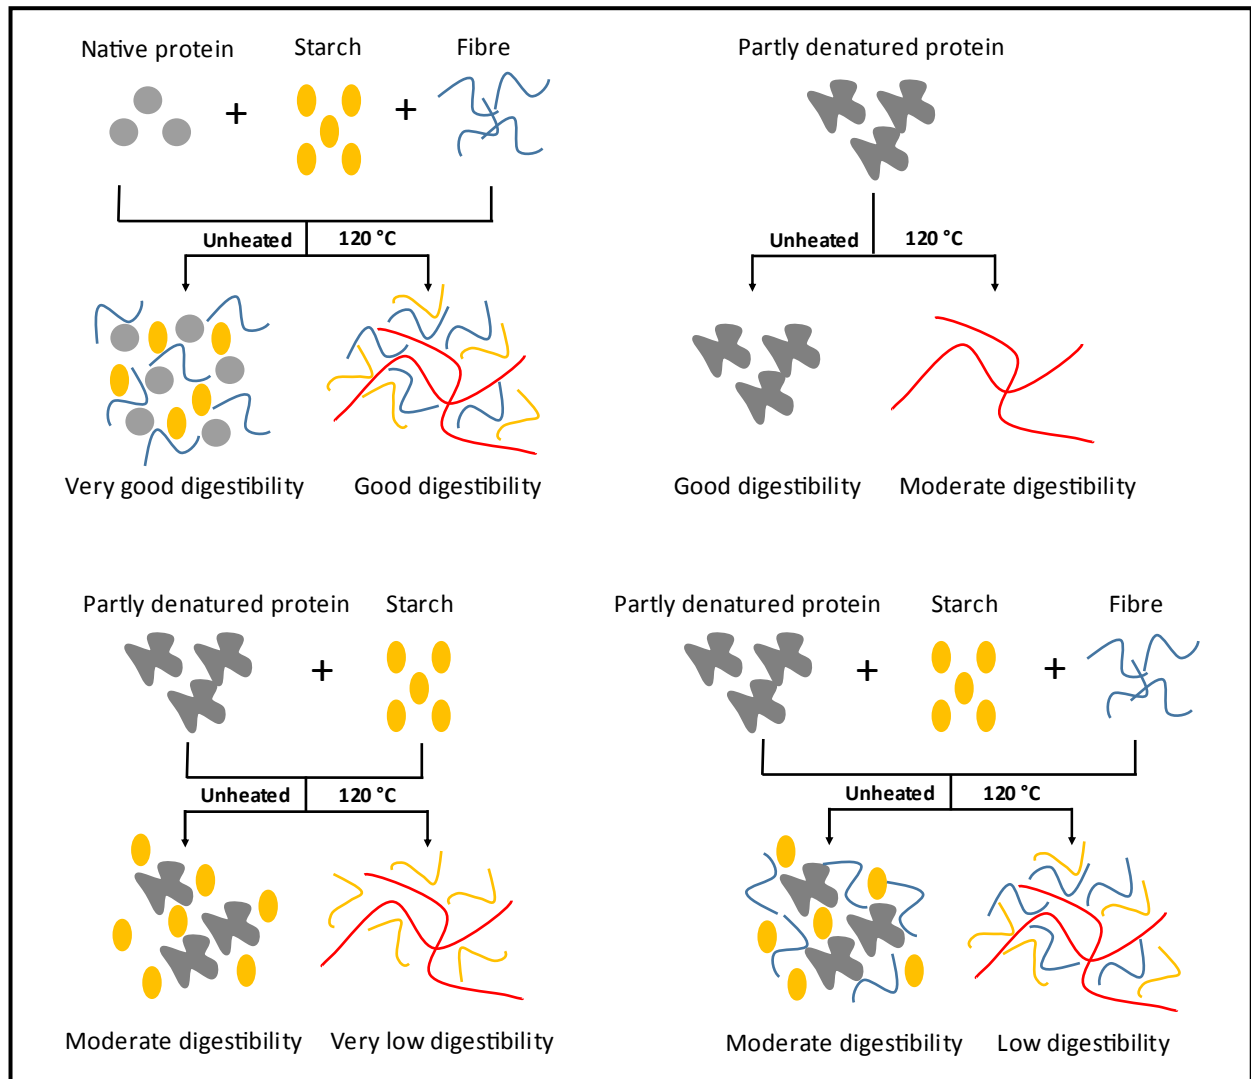 Native protein
Starch
Fibre
+
+
Unheated
120 °C
Very good digestibility
Good digestibility
Partly denatured protein
Unheated
120 °C
Good digestibility
Moderate digestibility
Partly denatured protein
Starch
+
Unheated
120 °C
Moderate digestibility
Very low digestibility
Partly denatured protein
Starch
Fibre
+
+
Unheated
120 °C
Moderate digestibility
Low digestibility